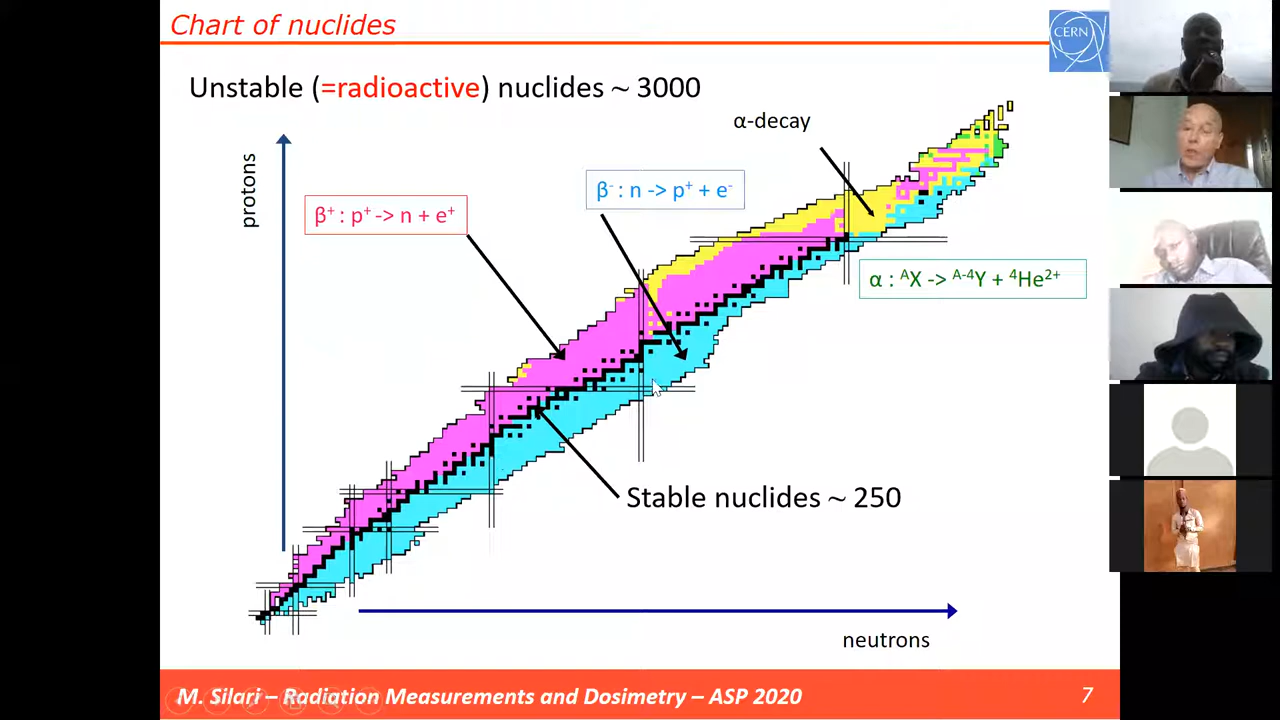 Chart of nuclides
CERN
Unstable (=radioactive) nuclides ~ 3000
α-decay
protons
β⁻ : n -> p⁺ + e⁻
β⁺ : p⁺ -> n + e⁺
α : ᴬX -> ᴬ⁻⁴Y + ⁴He²⁺
Stable nuclides ~ 250
neutrons
M. Silari – Radiation Measurements and Dosimetry – ASP 2020
7